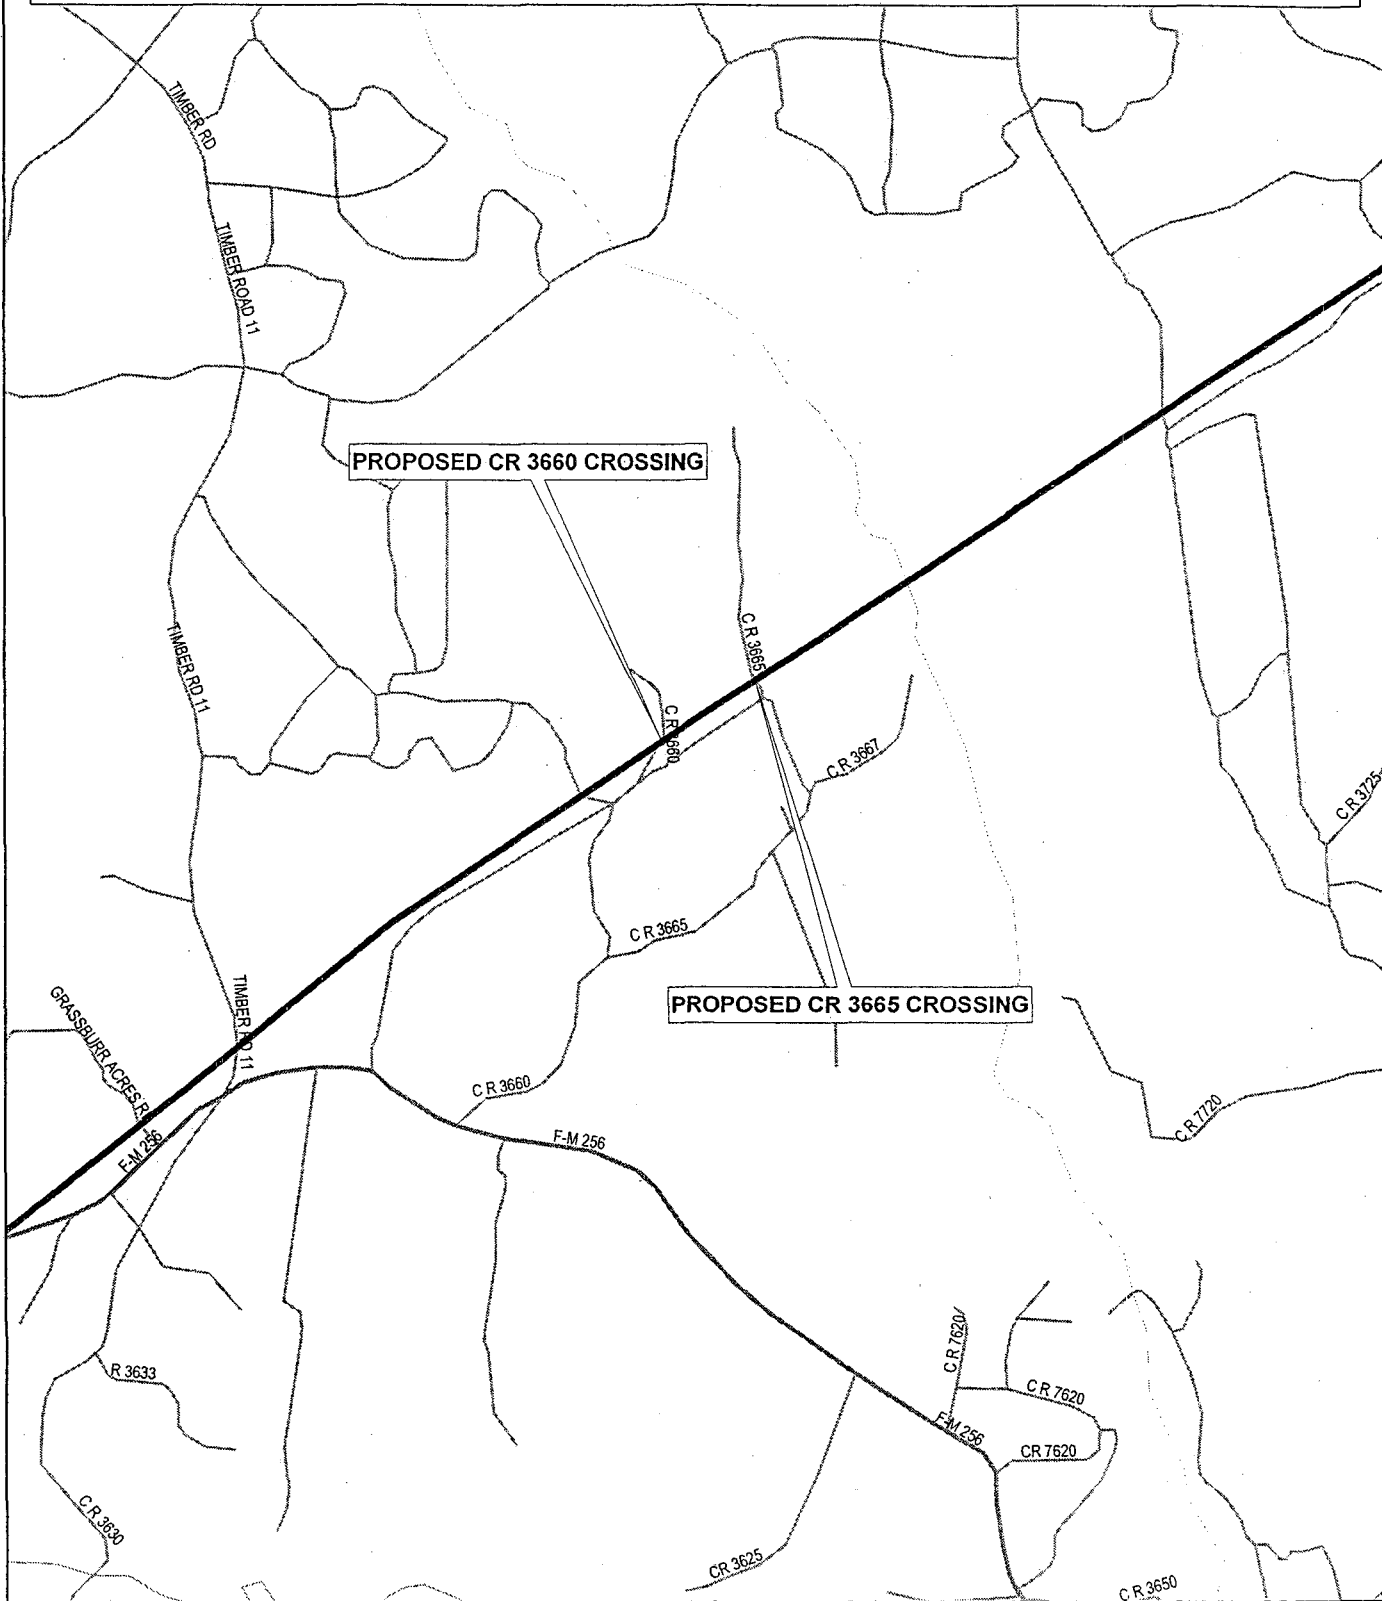 TIMBER RD
TIMBER ROAD 11
PROPOSED CR 3660 CROSSING
C R 3665
TIMBER RD 11
C R 3660
C R 3667
C R 3725
C R 3665
TIMBER RD 11
GRASSBURR ACRES R
PROPOSED CR 3665 CROSSING
C R 3660
F-M 256
F-M 256
C R 7720
C R 7620
R 3633
C R 7620
F-M 256
CR 7620
C R 3630
CR 3625
C R 3650